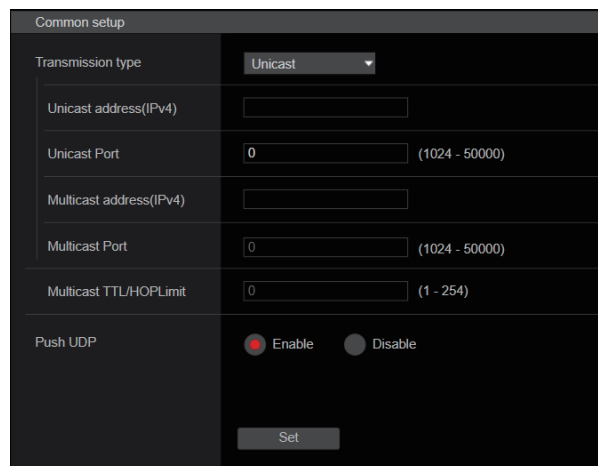 Common setup
Transmission type
Unicast
Unicast address(IPv4)
Unicast Port
0
(1024 - 50000)
Multicast address(IPv4)
Multicast Port
0
(1024 - 50000)
Multicast TTL/HOPLimit
0
(1 - 254)
Push UDP
Enable
Disable
Set